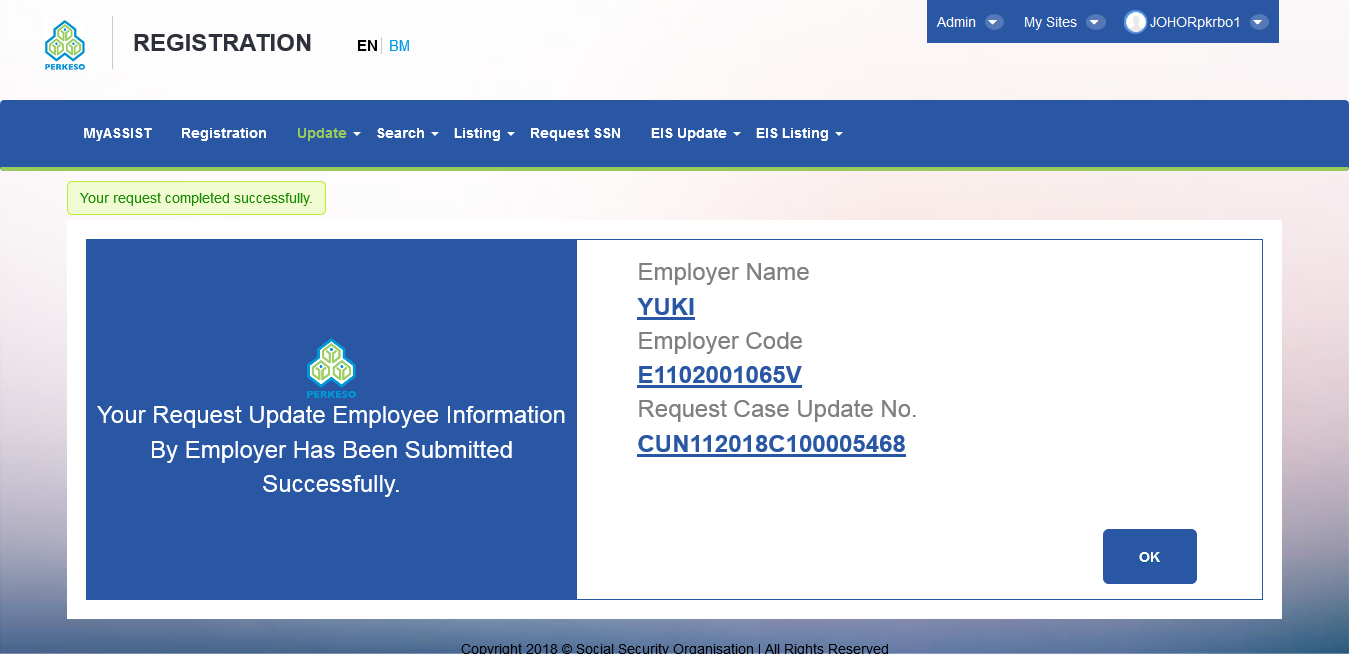 Admin My Sites JOHORpkrbo1
PERKESO
REGISTRATION
EN BM
MyASSIST Registration Update Search Listing Request SSN EIS Update EIS Listing
Your request completed successfully.
PERKESO
Your Request Update Employee Information
By Employer Has Been Submitted
Successfully.
Employer Name
YUKI
Employer Code
E1102001065V
Request Case Update No.
CUN112018C100005468
OK
Copyright 2018 © Social Security Organisation | All Rights Reserved